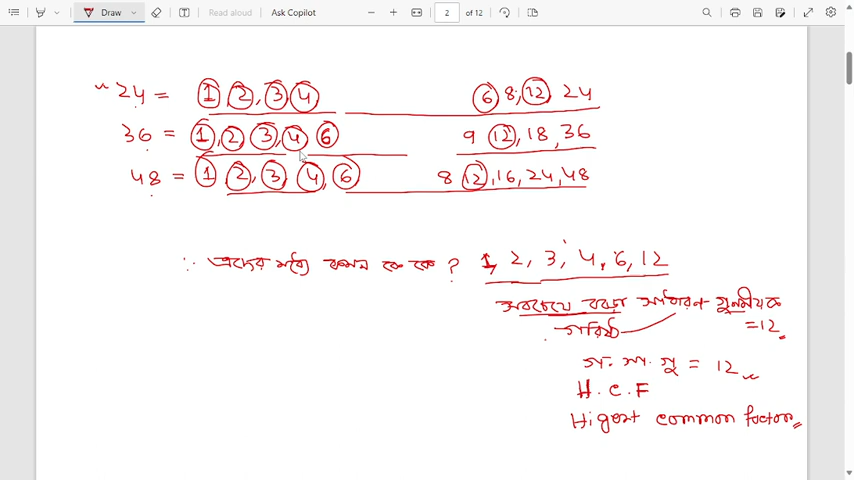 Draw
Read aloud
Ask Copilot
2 of 12
24 = 1, 2, 3, 4 6 8, 12, 24
36 = 1, 2, 3, 4 6 9 12, 18, 36
48 = 1 2, 3 4, 6 8 12, 16, 24, 48
∴ এদের মধ্যে কমন কে কে? 1, 2, 3, 4, 6, 12
সবচেয়ে বড়ো সাধারণ গুণনীয়ক
= 12
গরিষ্ঠ
গ. সা. গু = 12
H. C. F
Higest common factor